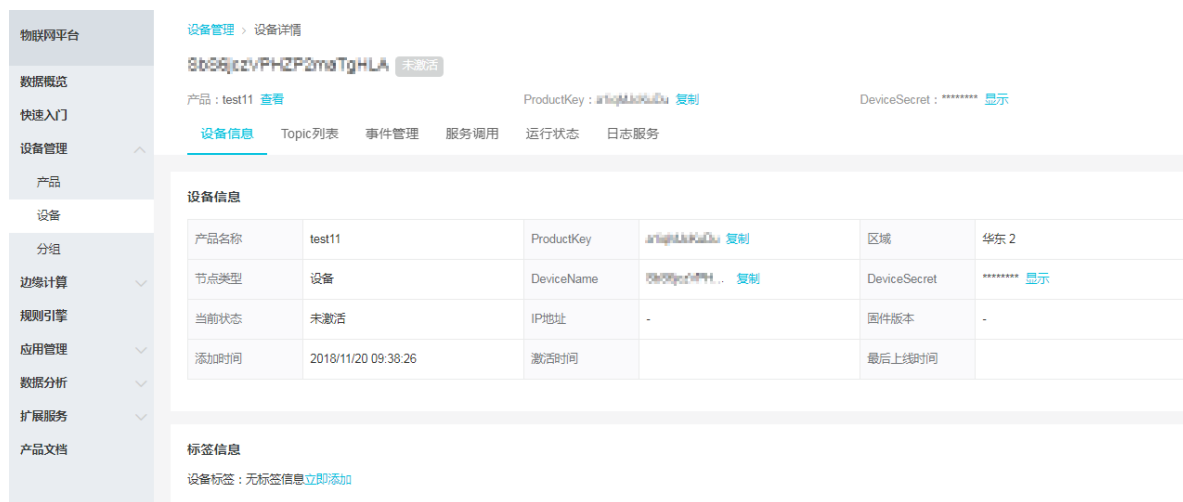 物联网平台
数据概览
快速入门
设备管理
产品
设备
分组
边缘计算
规则引擎
应用管理
数据分析
扩展服务
产品文档
设备管理 > 设备详情
未激活
产品：test11 查看 ProductKey： 复制 DeviceSecret：******** 显示
设备信息 Topic列表 事件管理 服务调用 运行状态 日志服务
设备信息
产品名称 test11 ProductKey 复制 区域 华东 2
节点类型 设备 DeviceName 复制 DeviceSecret ******** 显示
当前状态 未激活 IP地址 - 固件版本 -
添加时间 2018/11/20 09:38:26 激活时间 最后上线时间
标签信息
设备标签：无标签信息立即添加